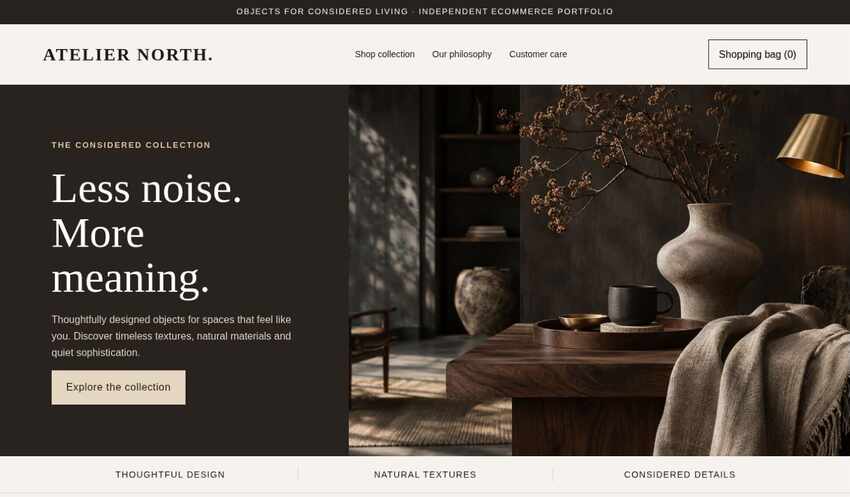 OBJECTS FOR CONSIDERED LIVING · INDEPENDENT ECOMMERCE PORTFOLIO
ATELIER NORTH.
Shop collection
Our philosophy
Customer care
Shopping bag (0)
THE CONSIDERED COLLECTION
Less noise.
More
meaning.
Thoughtfully designed objects for spaces that feel like
you. Discover timeless textures, natural materials and
quiet sophistication.
Explore the collection
THOUGHTFUL DESIGN
NATURAL TEXTURES
CONSIDERED DETAILS